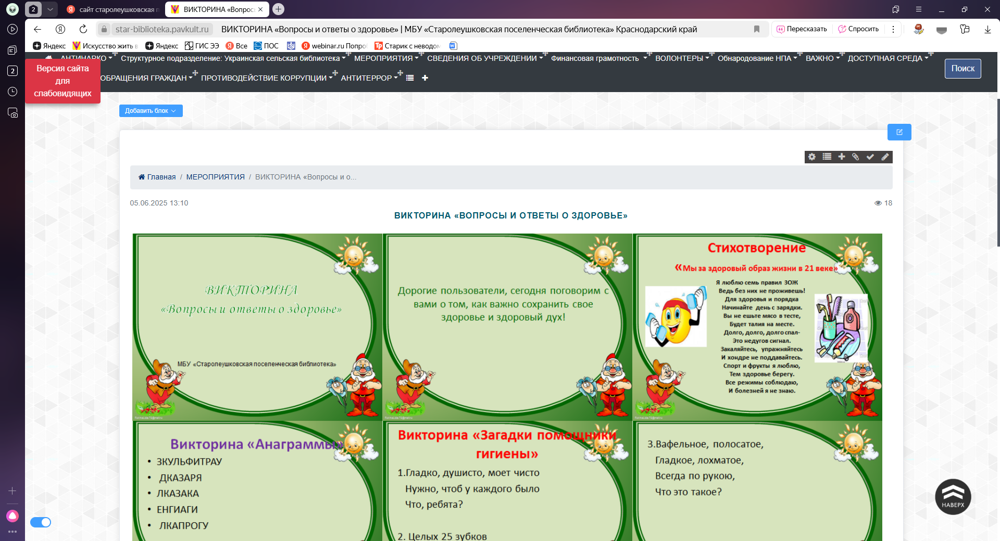 2
сайт старолеушковская п
ВИКТОРИНА «Вопрос
star-biblioteka.pavkult.ru
ВИКТОРИНА «Вопросы и ответы о здоровье» | МБУ «Старолеушковская поселенческая библиотека» Краснодарский край
Пересказать
Спросить
Яндекс
Искусство жить в
Яндекс
ГИС ЭЭ
Все
ПОС
webinar.ru Попро
Старик с неводом
АНТИНАРКО
Структурное подразделение: Украинская сельская библиотека
МЕРОПРИЯТИЯ
СВЕДЕНИЯ ОБ УЧРЕЖДЕНИИ
Финансовая грамотность
ВОЛОНТЕРЫ
Обнародование НПА
ВАЖНО
ДОСТУПНАЯ СРЕДА
ОБРАЩЕНИЯ ГРАЖДАН
ПРОТИВОДЕЙСТВИЕ КОРРУПЦИИ
АНТИТЕРРОР
Поиск
2
Версия сайта
для
слабовидящих
Добавить блок
Главная / МЕРОПРИЯТИЯ / ВИКТОРИНА «Вопросы и о...
05.06.2025 13:10
18
ВИКТОРИНА «ВОПРОСЫ И ОТВЕТЫ О ЗДОРОВЬЕ»
ВИКТОРИНА
«Вопросы и ответы о здоровье»
МБУ «Старолеушковская поселенческая библиотека»
Дорогие пользователи, сегодня поговорим с
вами о том, как важно сохранить свое
здоровье и здоровый дух!
Стихотворение
«Мы за здоровый образ жизни в 21 веке»
Я люблю семь правил ЗОЖ
Ведь без них не проживешь!
Для здоровья и порядка
Начинайте день с зарядки.
Вы не ешьте мясо в тесте,
Будет талия на месте.
Долго, долго, долго спал-
Это недугов сигнал.
Закаляйтесь, упражняйтесь
И хондре не поддавайтесь.
Спорт и фрукты я люблю,
Тем здоровье берегу.
Все режимы соблюдаю,
И болезней я не знаю.
Викторина «Анаграммы»
• ЗКУЛЬФИТРАУ
• ДКАЗАРЯ
• ЛКАЗАКА
• ЕНГИАГИ
• ЛКАПРОГУ
Викторина «Загадки помощники
гигиены»
1.Гладко, душисто, моет чисто
Нужно, чтоб у каждого было
Что, ребята?
2. Целых 25 зубков
3.Вафельное, полосатое,
Гладкое, лохматое,
Всегда по рукою,
Что это такое?
НАВЕРХ